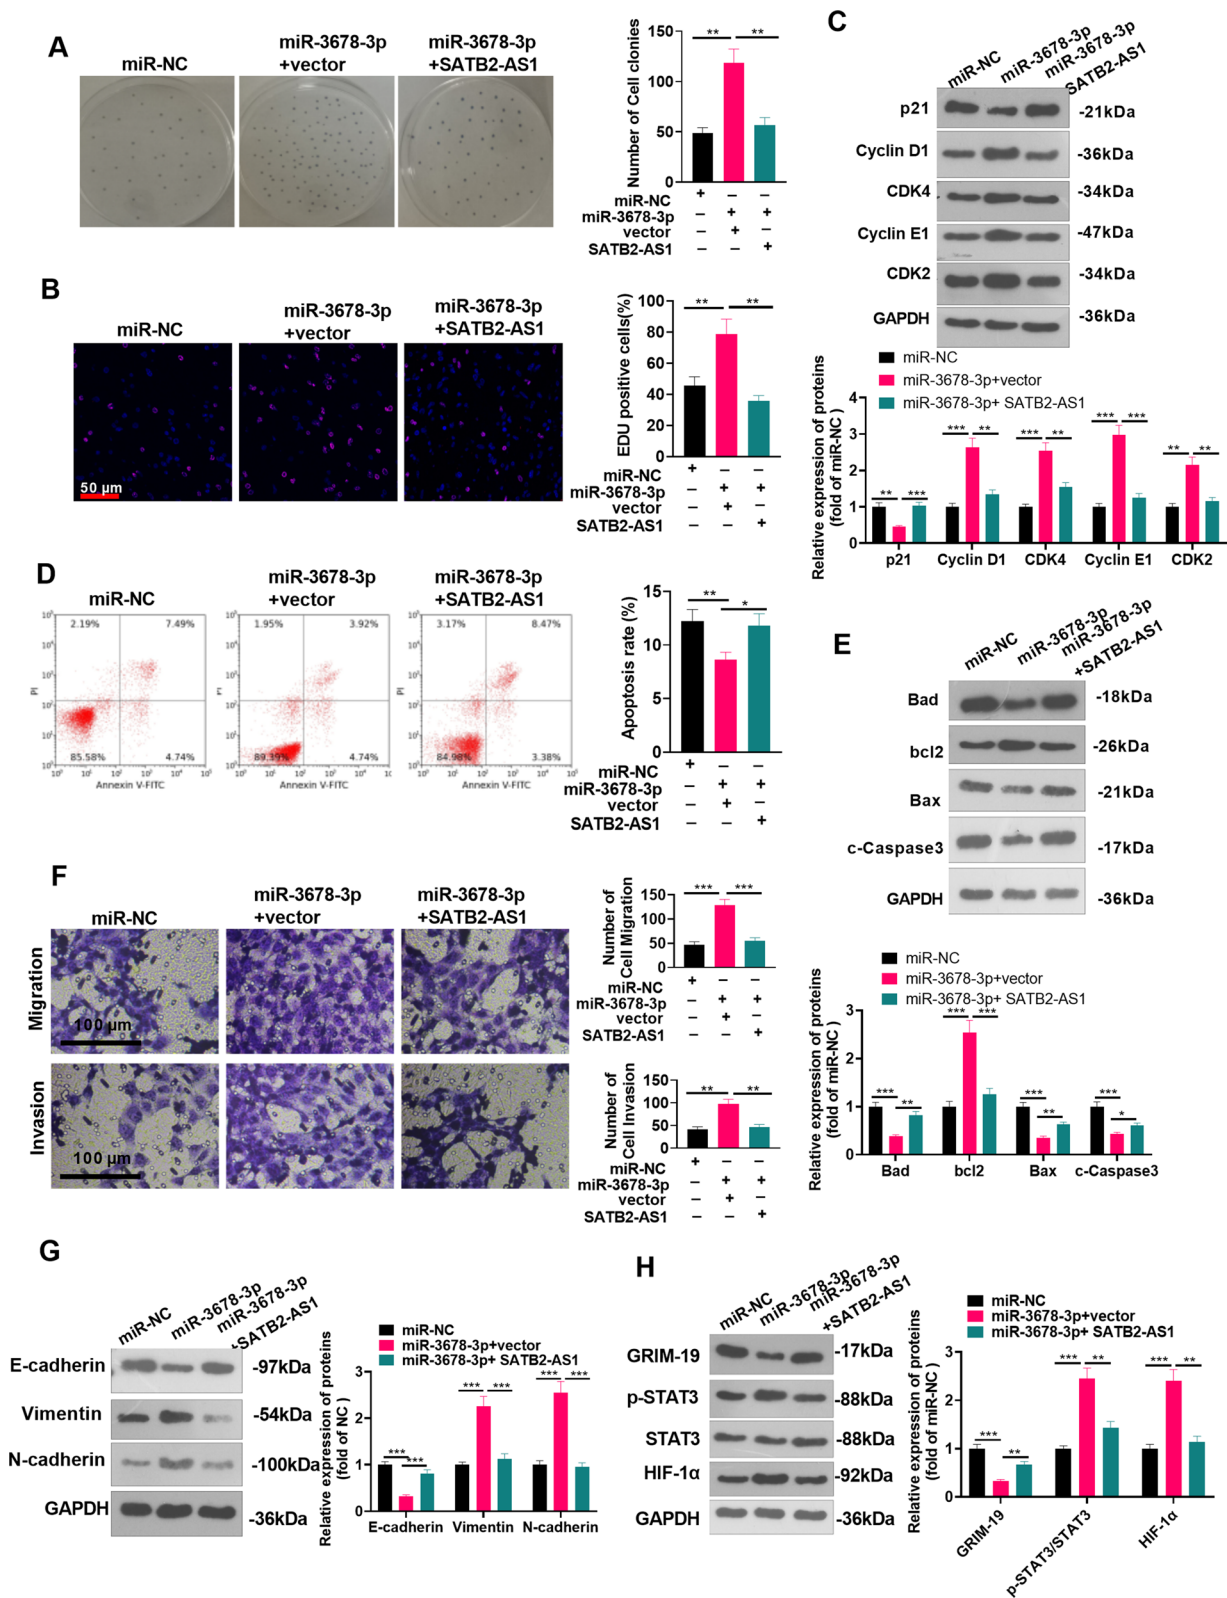 A
miR-NC
miR-3678-3p
+vector
miR-3678-3p
+SATB2-AS1
Number of Cell clonies
150
100
50
0
**
**
miR-NC + – –
miR-3678-3p – + +
vector – + –
SATB2-AS1 – – +
B
miR-NC
miR-3678-3p
+vector
miR-3678-3p
+SATB2-AS1
50 µm
EDU positive cells(%)
100
80
60
40
20
0
**
**
miR-NC + – –
miR-3678-3p – + +
vector – + –
SATB2-AS1 – – +
C
miR-NC
miR-3678-3p
miR-3678-3p
SATB2-AS1
p21 -21kDa
Cyclin D1 -36kDa
CDK4 -34kDa
Cyclin E1 -47kDa
CDK2 -34kDa
GAPDH -36kDa
miR-NC
miR-3678-3p+vector
miR-3678-3p+ SATB2-AS1
Relative expression of proteins
(fold of miR-NC )
4
3
2
1
0
** ***
*** **
*** **
*** ***
** **
p21 Cyclin D1 CDK4 Cyclin E1 CDK2
D
miR-NC
miR-3678-3p
+vector
miR-3678-3p
+SATB2-AS1
2.19% 7.49%
85.58% 4.74%
PI
Annexin V-FITC
1.95% 3.92%
89.39% 4.74%
PI
Annexin V-FITC
3.17% 8.47%
84.98% 3.38%
PI
Annexin V-FITC
Apoptosis rate (%)
15
10
5
0
**
*
miR-NC + – –
miR-3678-3p – + +
vector – + –
SATB2-AS1 – – +
E
miR-NC
miR-3678-3p
miR-3678-3p
+SATB2-AS1
Bad -18kDa
bcl2 -26kDa
Bax -21kDa
c-Caspase3 -17kDa
GAPDH -36kDa
miR-NC
miR-3678-3p+vector
miR-3678-3p+ SATB2-AS1
Relative expression of proteins
(fold of miR-NC )
3
2
1
0
*** **
*** ***
*** **
*** *
Bad bcl2 Bax c-Caspase3
F
miR-NC
miR-3678-3p
+vector
miR-3678-3p
+SATB2-AS1
Migration
100 µm
Invasion
100 µm
Number of
Cell Migration
150
100
50
0
***
***
miR-NC + – –
miR-3678-3p – + +
vector – + –
SATB2-AS1 – – +
Number of
Cell Invasion
150
100
50
0
**
**
miR-NC + – –
miR-3678-3p – + +
vector – + –
SATB2-AS1 – – +
G
miR-NC
miR-3678-3p
miR-3678-3p
+SATB2-AS1
E-cadherin -97kDa
Vimentin -54kDa
N-cadherin -100kDa
GAPDH -36kDa
miR-NC
miR-3678-3p+vector
miR-3678-3p+ SATB2-AS1
Relative expression of proteins
(fold of NC )
3
2
1
0
*** ***
*** ***
*** ***
E-cadherin Vimentin N-cadherin
H
miR-NC
miR-3678-3p
miR-3678-3p
+SATB2-AS1
GRIM-19 -17kDa
p-STAT3 -88kDa
STAT3 -88kDa
HIF-1α -92kDa
GAPDH -36kDa
miR-NC
miR-3678-3p+vector
miR-3678-3p+ SATB2-AS1
Relative expression of proteins
(fold of miR-NC )
3
2
1
0
*** **
*** **
*** **
GRIM-19
p-STAT3/STAT3
HIF-1α